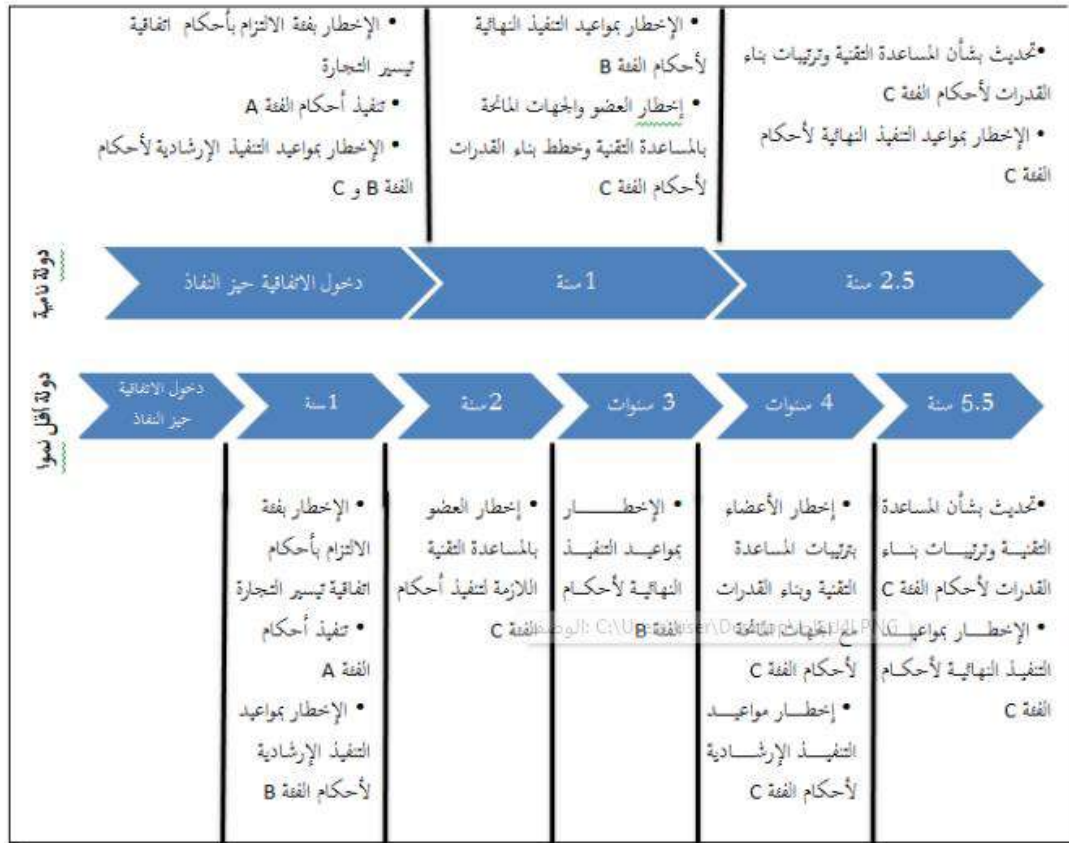 • الإخطار بفئة الالتزام بأحكام اتفاقية
تيسير التجارة
• تنفيذ أحكام الفئة A
• الإخطار بمواعيد التنفيذ الإرشادية لأحكام
الفئة B و C
• الإخطار بمواعيد التنفيذ النهائية
لأحكام الفئة B
• إخطار العضو والجهات المانحة
بالمساعدة التقنية وخطط بناء القدرات
لأحكام الفئة C
•تحديث بشأن المساعدة التقنية وترتيبات بناء
القدرات لأحكام الفئة C
• الإخطار بمواعيد التنفيذ النهائية لأحكام
الفئة C
دولة نامية
دخول الاتفاقية حيز النفاذ
1 سنة
2.5 سنة
دولة أقل نموا
دخول الاتفاقية
حيز النفاذ
1سنة
2سنة
3 سنوات
4 سنوات
5.5 سنة
• الإخطار بفئة
الالتزام بأحكام
اتفاقية تيسير التجارة
• تنفيذ أحكام
الفئة A
• الإخطار بمواعيد
التنفيذ الإرشادية
لأحكام الفئة B
• إخطار العضو
بالمساعدة التقنية
اللازمة لتنفيذ أحكام
الفئة C
• الإخطار
بمواعيد التنفيذ
النهائية لأحكام
الفئة B
• إخطار الأعضاء
بترتيبات المساعدة
التقنية وبناء القدرات
مع الجهات المانحة
لأحكام الفئة C
• إخطار مواعيد
التنفيذ الإرشادية
لأحكام الفئة C
•تحديث بشأن المساعدة
التقنية وترتيبات بناء
القدرات لأحكام الفئة C
• الإخطار بمواعيد
التنفيذ النهائية لأحكام
الفئة C